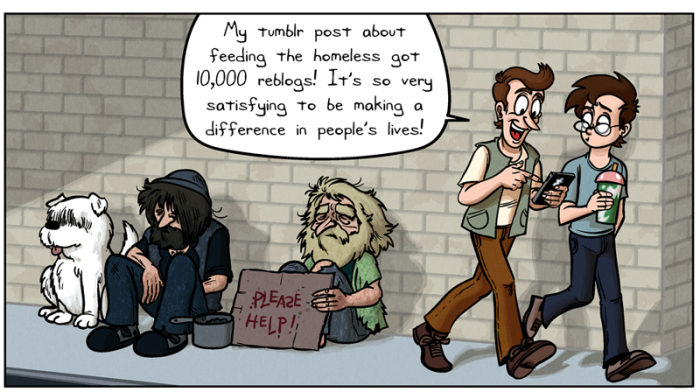 My tumblr post about
feeding the homeless got
10,000 reblogs! It's so very
satisfying to be making a
difference in people's lives!
PLEASE
HELP!